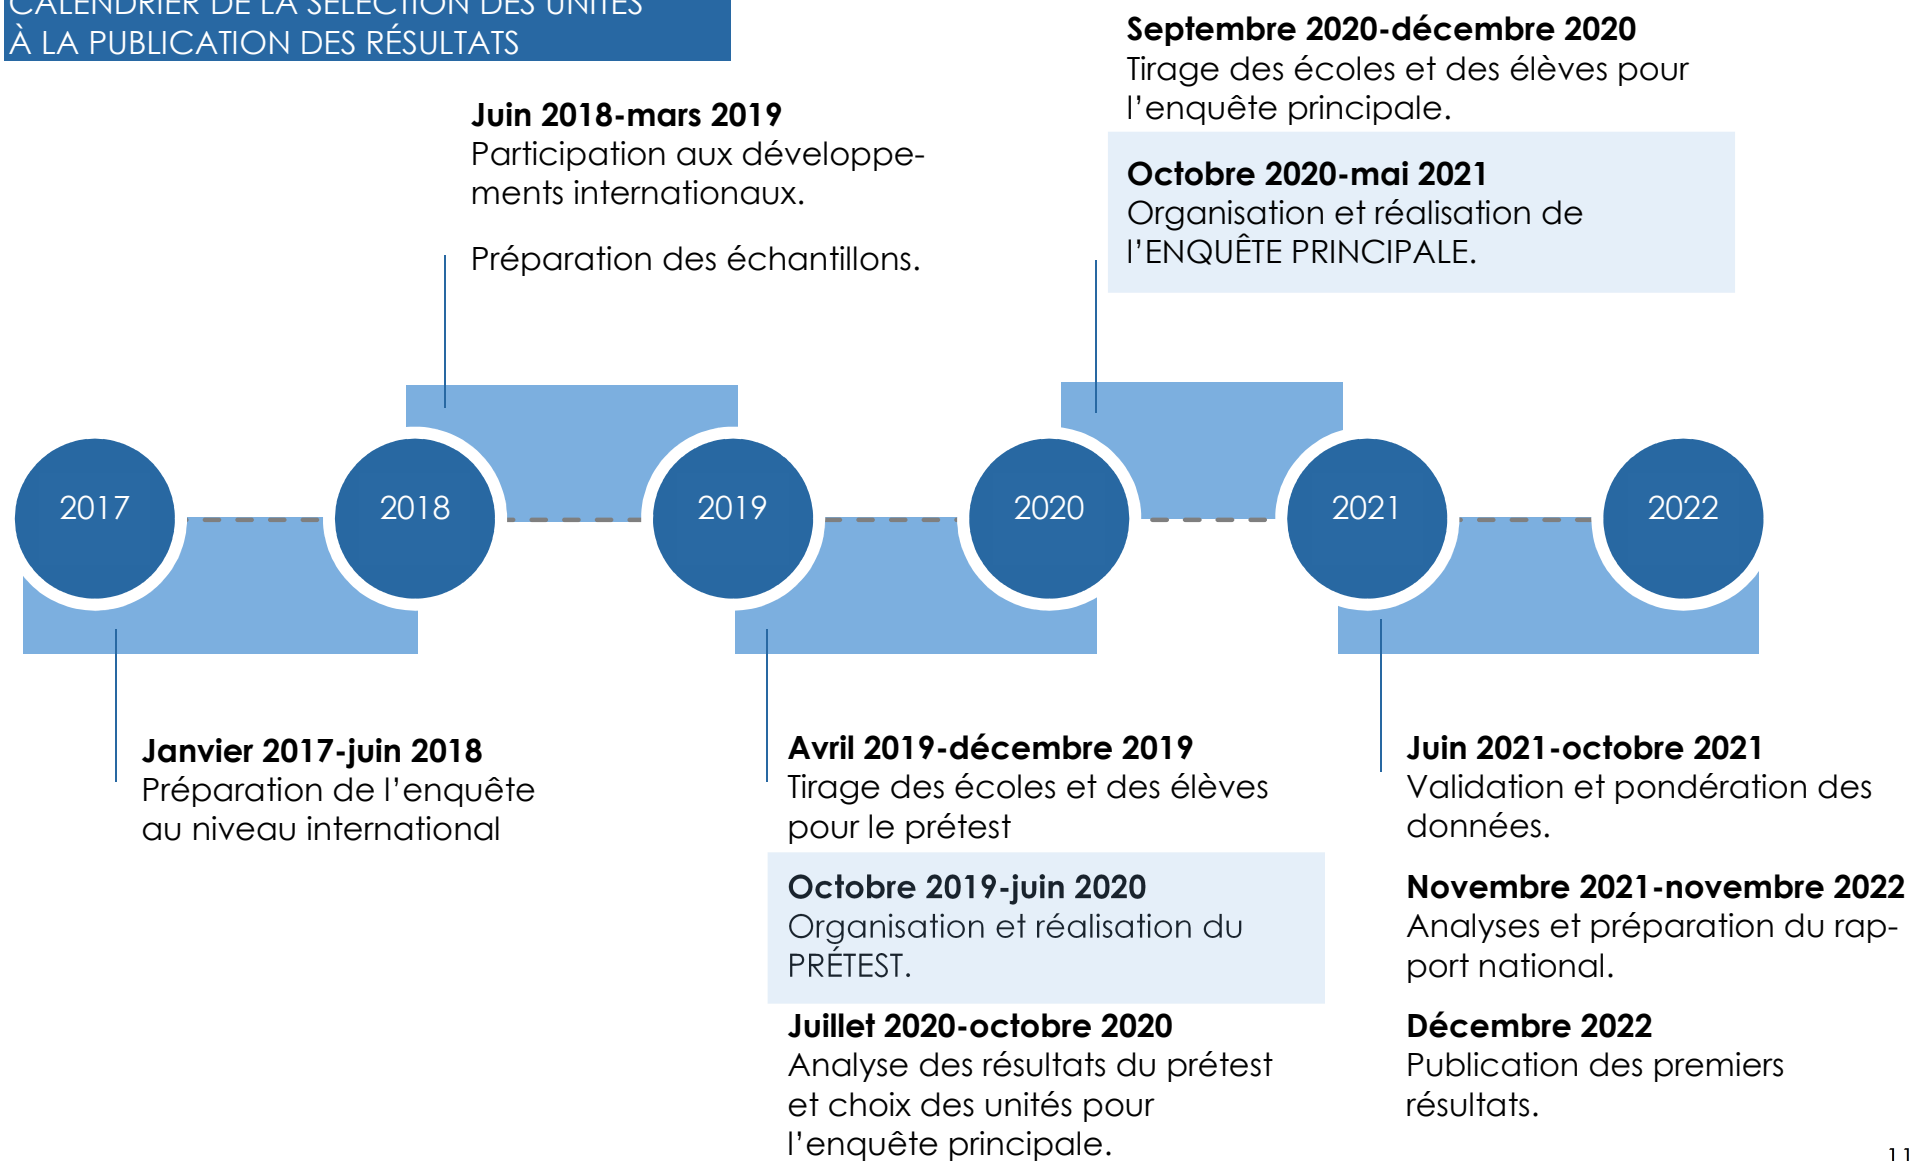 CALENDRIER DE LA SÉLECTION DES UNITÉS
À LA PUBLICATION DES RÉSULTATS
Septembre 2020-décembre 2020
Tirage des écoles et des élèves pour
l’enquête principale.
Juin 2018-mars 2019
Participation aux développe-
ments internationaux.
Préparation des échantillons.
Octobre 2020-mai 2021
Organisation et réalisation de
l’ENQUÊTE PRINCIPALE.
2017
2018
2019
2020
2021
2022
Janvier 2017-juin 2018
Préparation de l’enquête
au niveau international
Avril 2019-décembre 2019
Tirage des écoles et des élèves
pour le prétest
Octobre 2019-juin 2020
Organisation et réalisation du
PRÉTEST.
Juillet 2020-octobre 2020
Analyse des résultats du prétest
et choix des unités pour
l’enquête principale.
Juin 2021-octobre 2021
Validation et pondération des
données.
Novembre 2021-novembre 2022
Analyses et préparation du rap-
port national.
Décembre 2022
Publication des premiers
résultats.
11